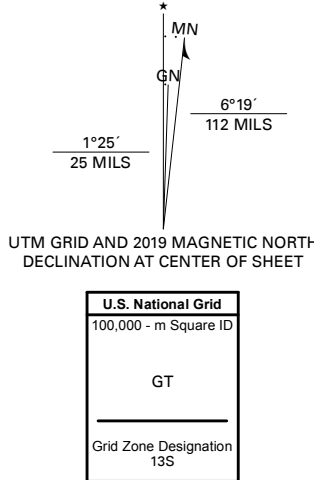 ★
MN
GN
6°19´
112 MILS
1°25´
25 MILS
UTM GRID AND 2019 MAGNETIC NORTH
DECLINATION AT CENTER OF SHEET
U.S. National Grid
100,000 - m Square ID
GT
Grid Zone Designation
13S